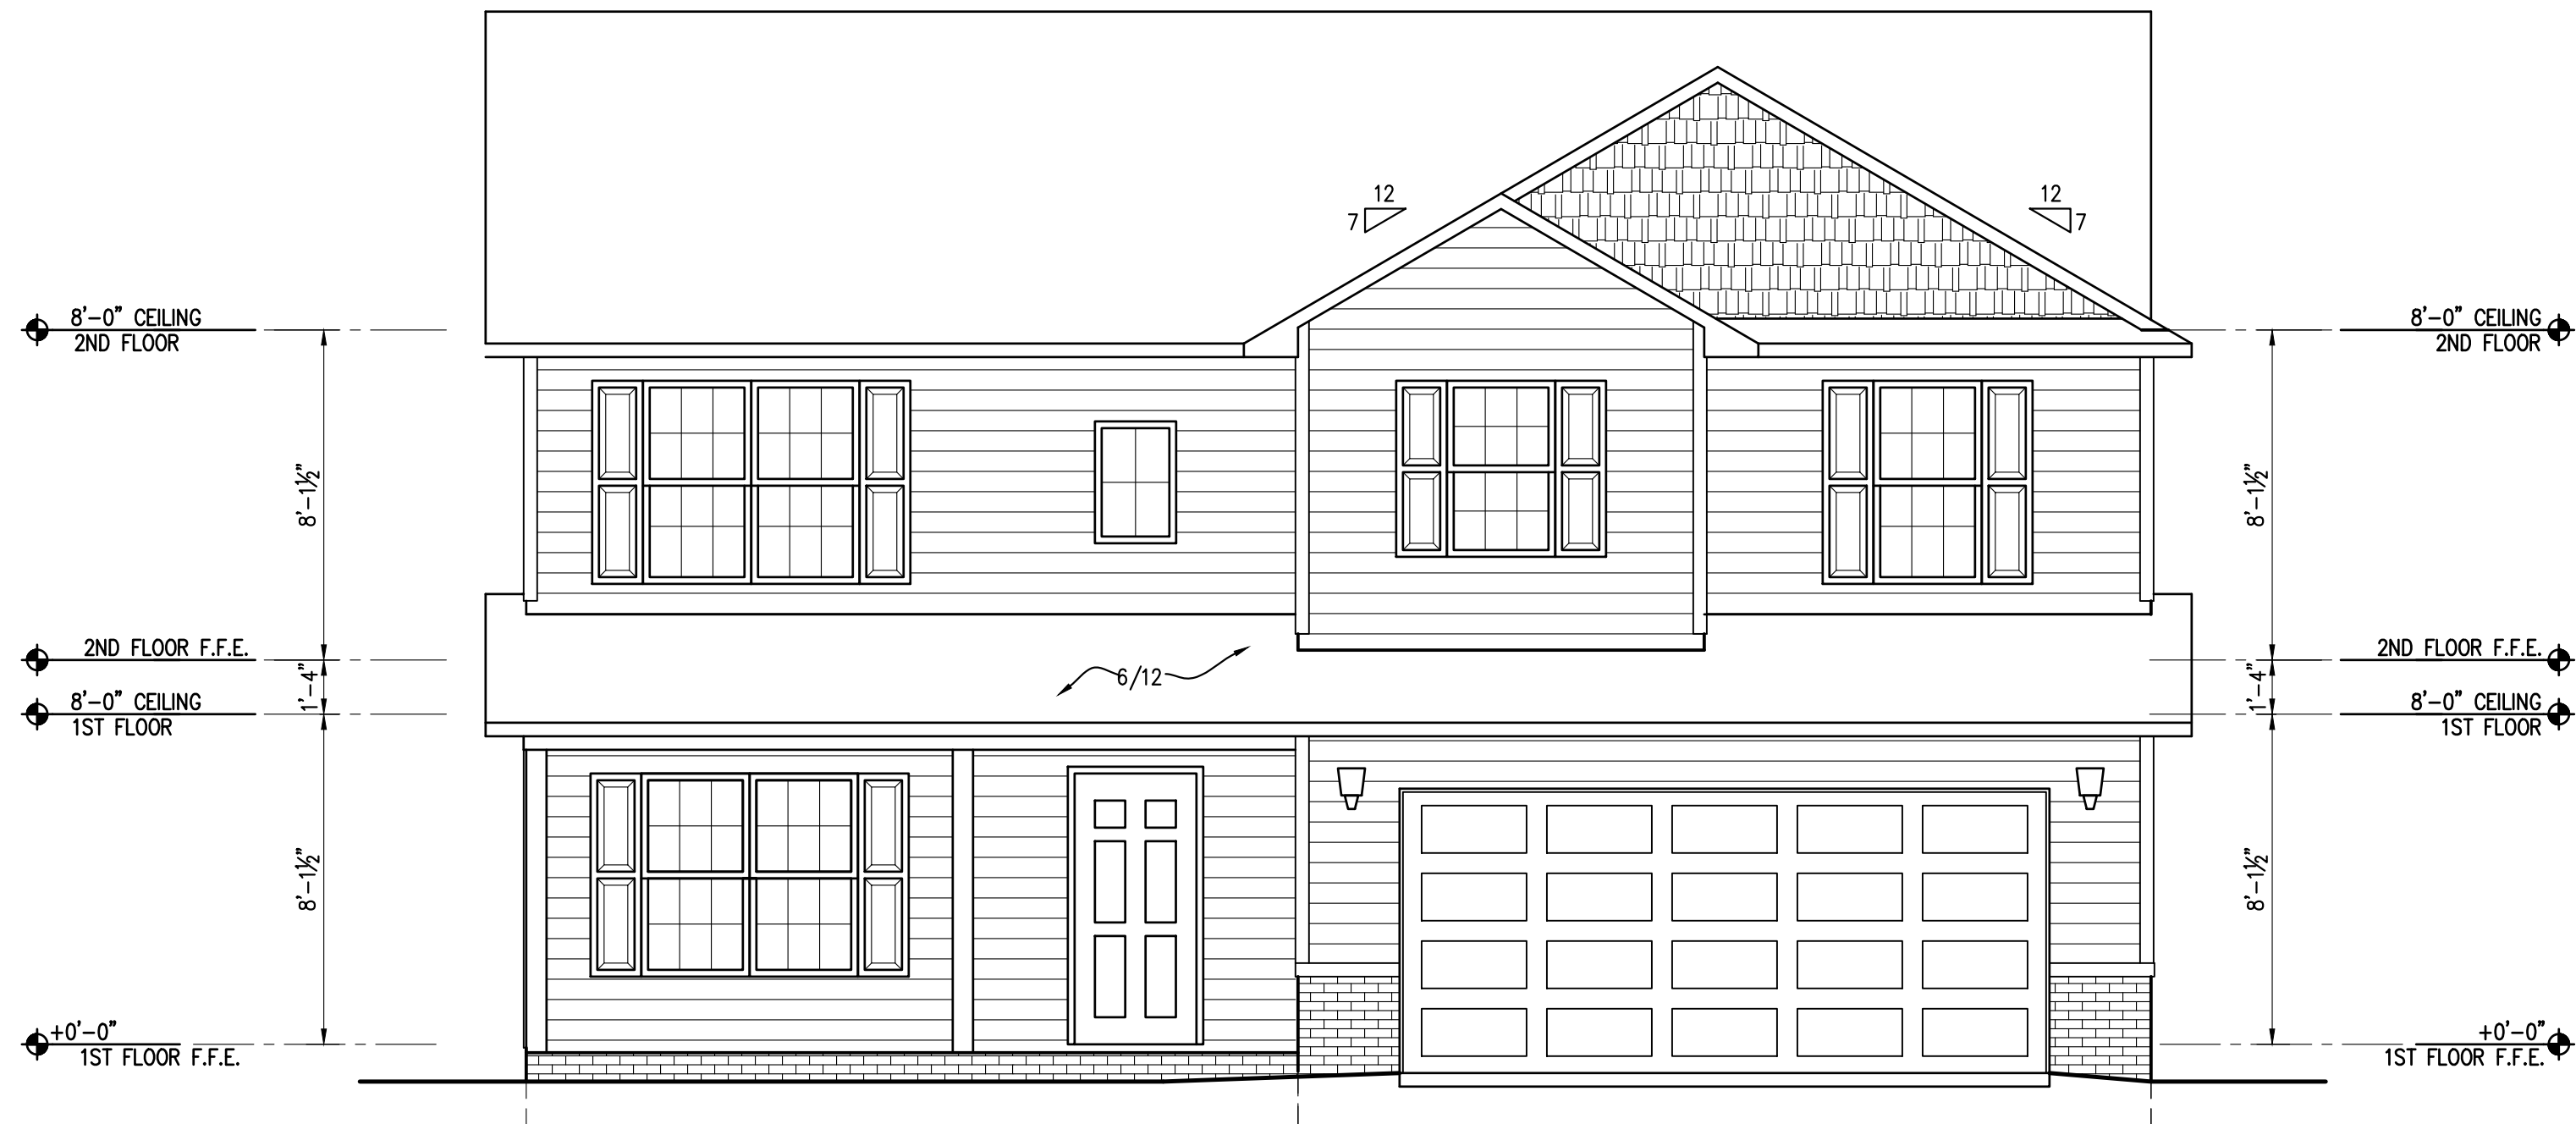 12
7
12
7
8'-0" CEILING
2ND FLOOR
8'-0" CEILING
2ND FLOOR
8'-1½"
8'-1½"
2ND FLOOR F.F.E.
2ND FLOOR F.F.E.
6/12
1'-4"
1'-4"
8'-0" CEILING
1ST FLOOR
8'-0" CEILING
1ST FLOOR
8'-1½"
8'-1½"
+0'-0"
1ST FLOOR F.F.E.
+0'-0"
1ST FLOOR F.F.E.